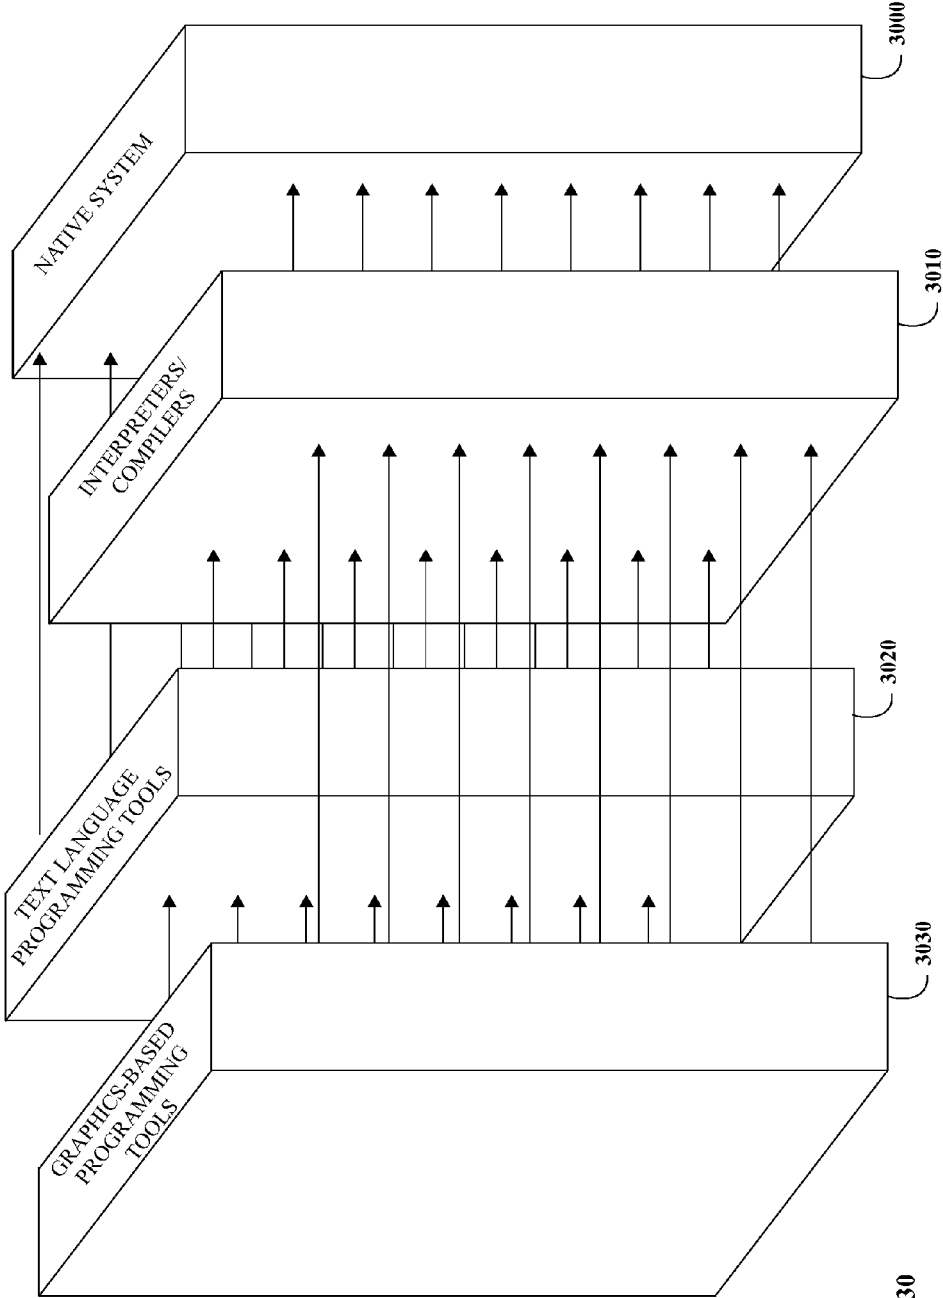 NATIVE SYSTEM
3000
INTERPRETERS/
COMPILERS
3010
TEXT LANGUAGE
PROGRAMMING TOOLS
3020
GRAPHICS-BASED
PROGRAMMING
TOOLS
3030
30